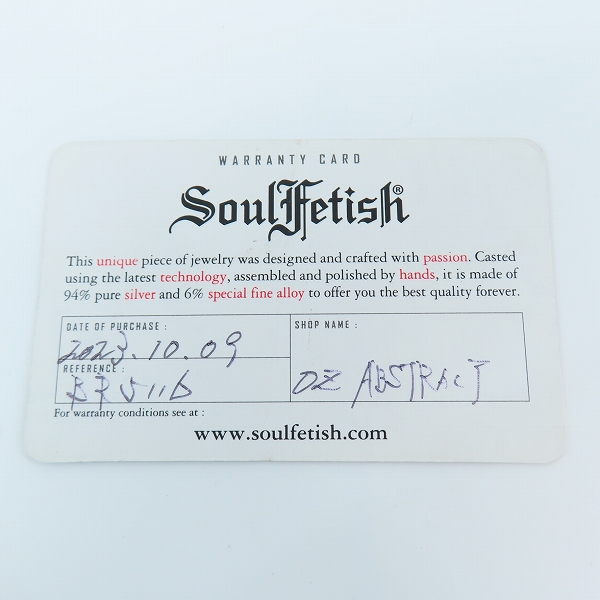 WARRANTY CARD
SoulFetish®
This unique piece of jewelry was designed and crafted with passion. Casted
using the latest technology, assembled and polished by hands, it is made of
94% pure silver and 6% special fine alloy to offer you the best quality forever.
DATE OF PURCHASE :
2023.10.09
SHOP NAME :
OZ ABSTRACT
REFERENCE :
For warranty conditions see at :
www.soulfetish.com